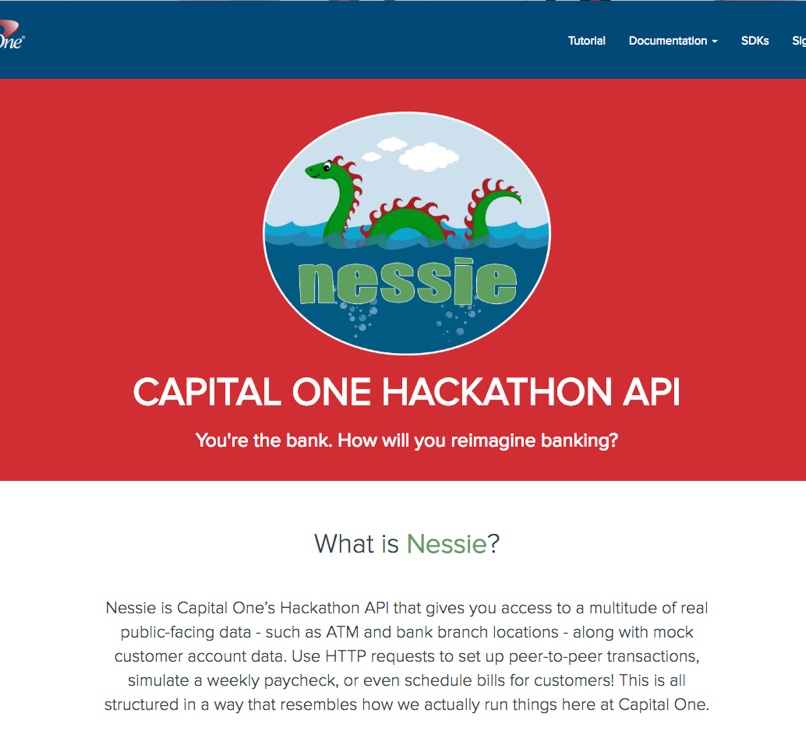 One
Tutorial Documentation SDKs
nessie
CAPITAL ONE HACKATHON API
You're the bank. How will you reimagine banking?
What is Nessie?
Nessie is Capital One's Hackathon API that gives you access to a multitude of real
public-facing data - such as ATM and bank branch locations - along with mock
customer account data. Use HTTP requests to set up peer-to-peer transactions,
simulate a weekly paycheck, or even schedule bills for customers! This is all
structured in a way that resembles how we actually run things here at Capital One.